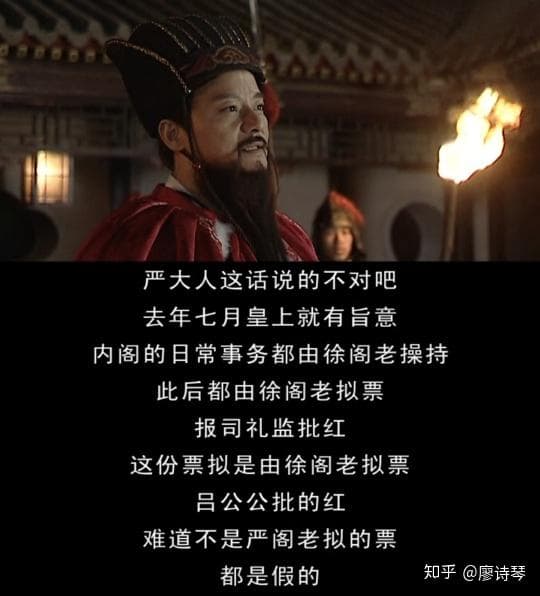 严大人这话说的不对吧
去年七月皇上就有旨意
内阁的日常事务都由徐阁老操持
此后都由徐阁老拟票
报司礼监批红
这份票拟是由徐阁老拟票
吕公公批的红
难道不是严阁老拟的票
都是假的
知乎 @廖诗琴